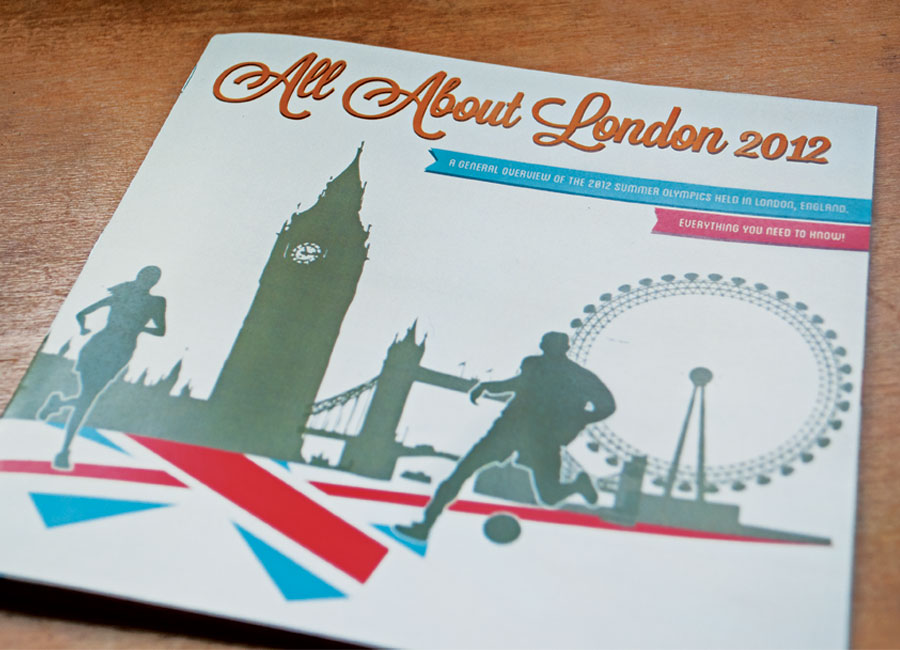 All About London 2012
A GENERAL OVERVIEW OF THE 2012 SUMMER OLYMPICS HELD IN LONDON, ENGLAND.
EVERYTHING YOU NEED TO KNOW!